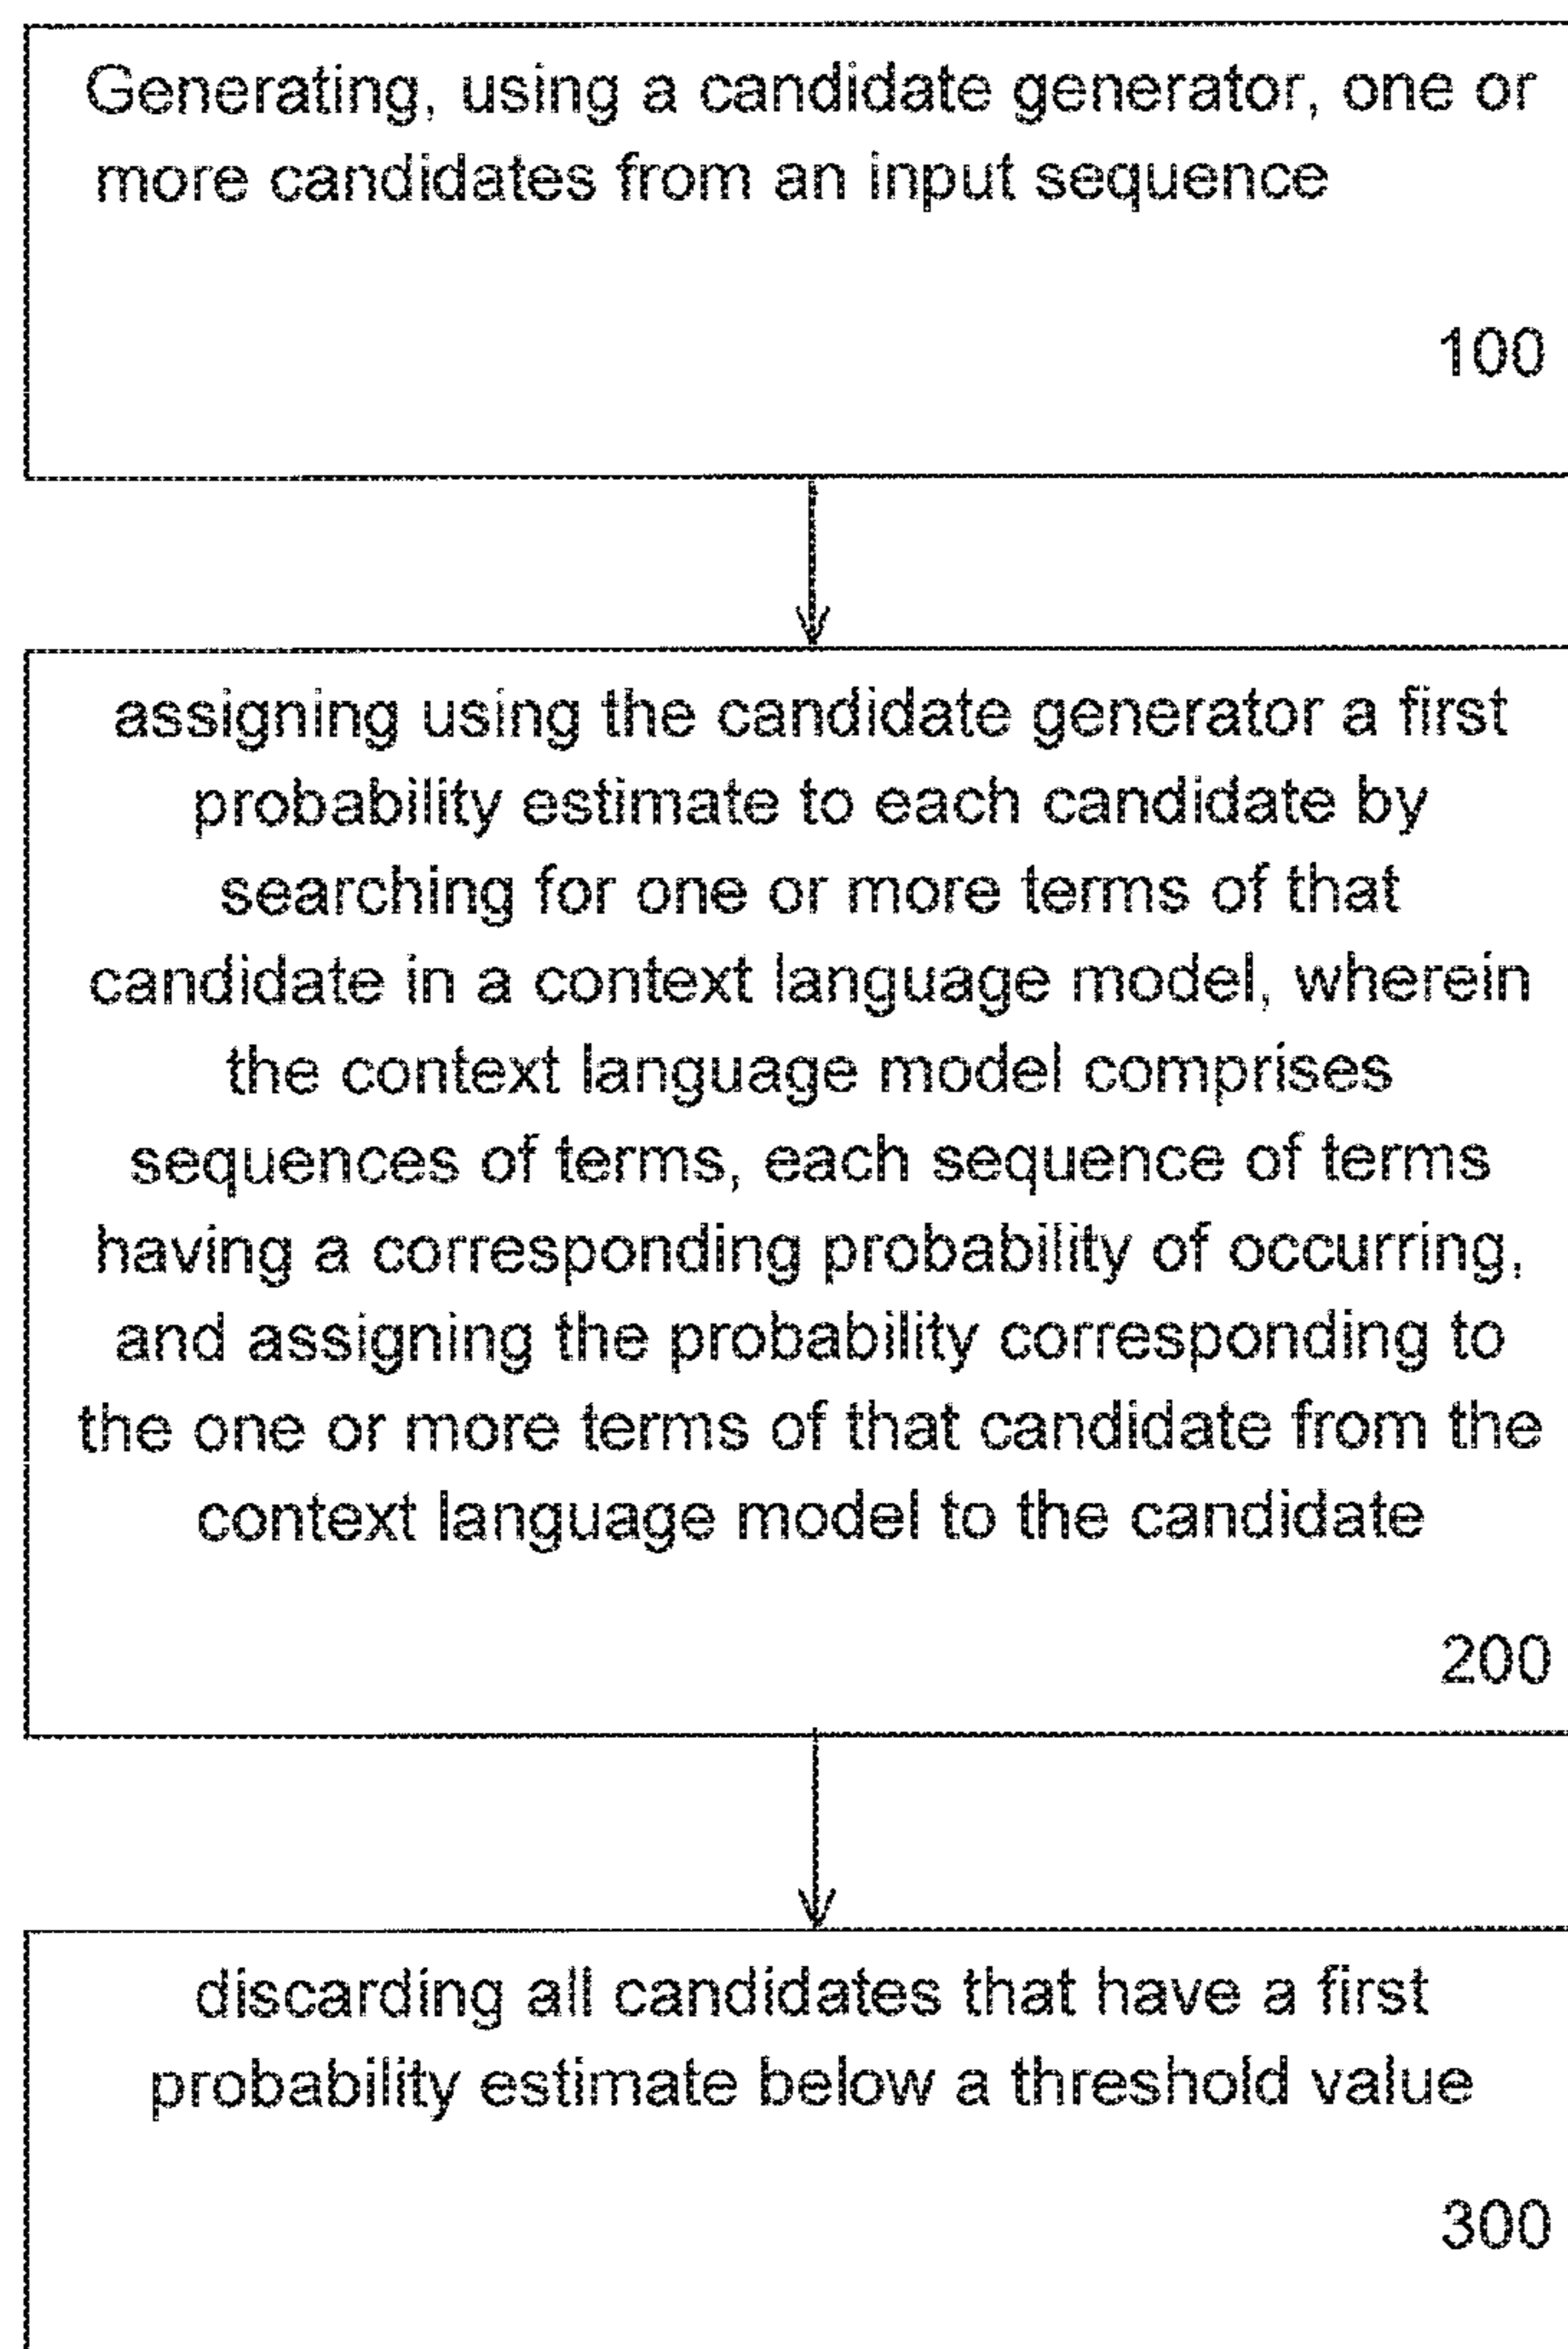 Generating, using a candidate generator, one or
more candidates from an input sequence
100
assigning using the candidate generator a first
probability estimate to each candidate by
searching for one or more terms of that
candidate in a context language model, wherein
the context language model comprises
sequences of terms, each sequence of terms
having a corresponding probability of occurring,
and assigning the probability corresponding to
the one or more terms of that candidate from the
context language model to the candidate
200
discarding all candidates that have a first
probability estimate below a threshold value
300